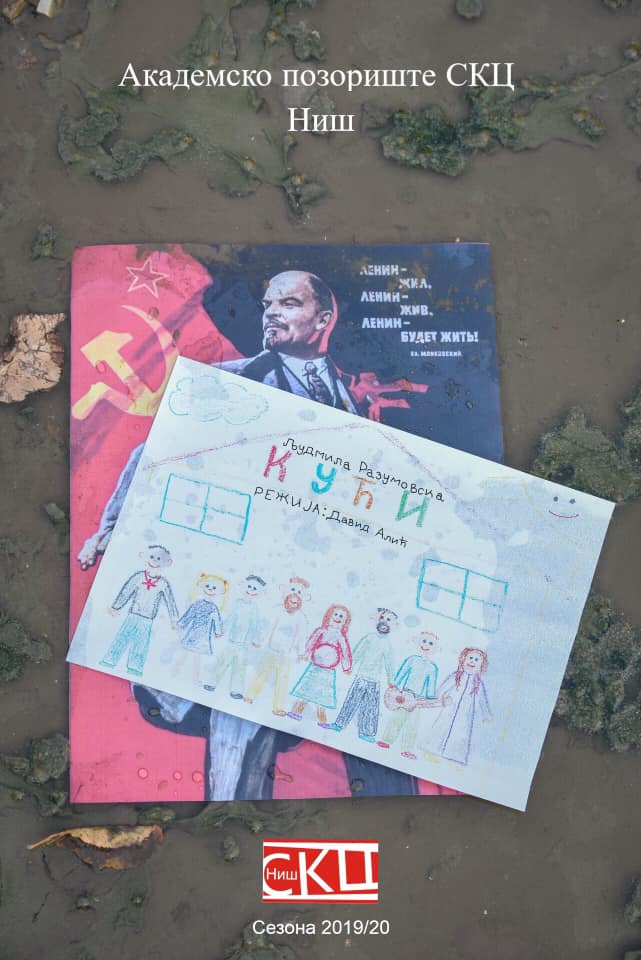 Академско позориште СКЦ
Ниш
ЛЕНИН–
ЖИЛ,
ЛЕНИН–
ЖИВ,
ЛЕНИН–
БУДЕТ ЖИТЬ!
ВЛ. МАЯКОВСКИЙ
Људмила Разумовска
КУЋИ
РЕЖИЈА: Давид Алић
Ниш
СКЦ
Сезона 2019/20